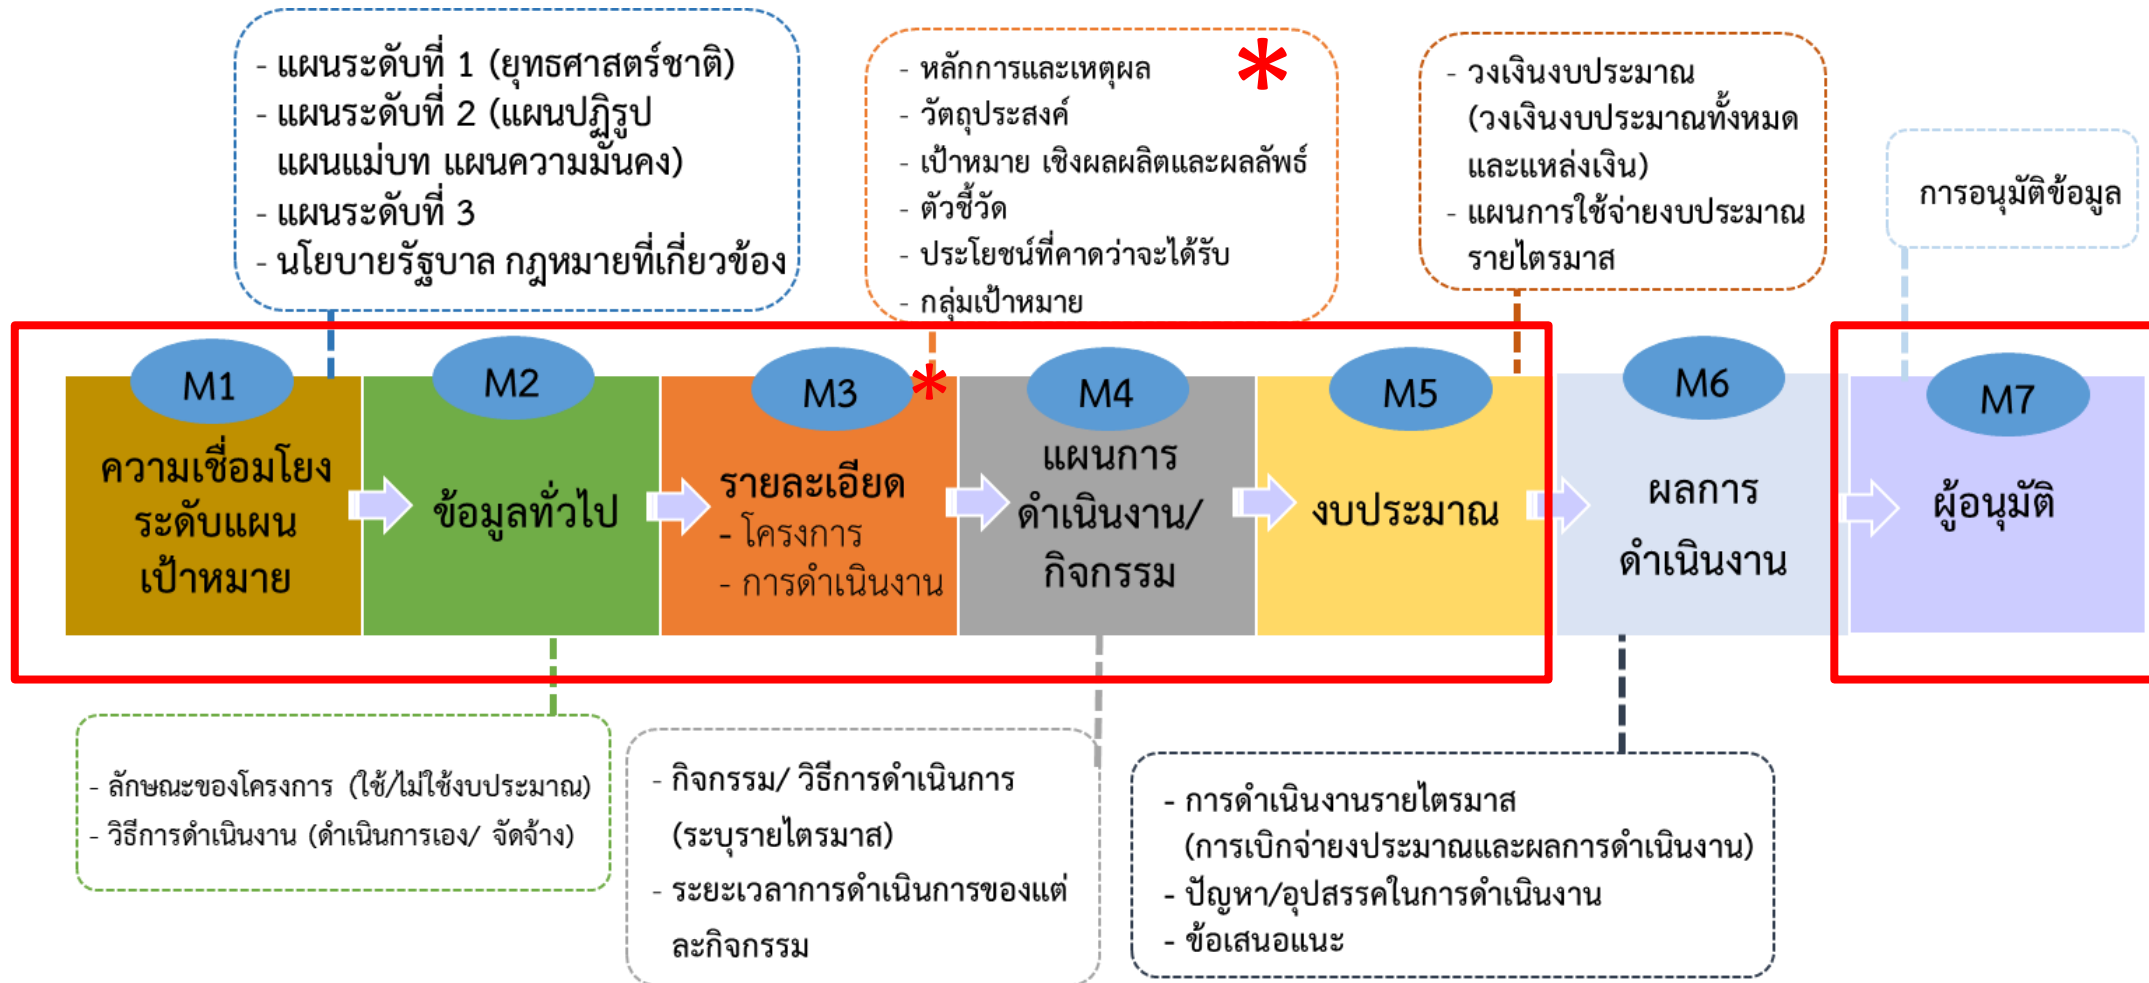 - แผนระดับที่ 1 (ยุทธศาสตร์ชาติ)
- แผนระดับที่ 2 (แผนปฏิรูป
แผนแม่บท แผนความมั่นคง)
- แผนระดับที่ 3
- นโยบายรัฐบาล กฎหมายที่เกี่ยวข้อง
- หลักการและเหตุผล
*
- วัตถุประสงค์
- เป้าหมาย เชิงผลผลิตและผลลัพธ์
- ตัวชี้วัด
- ประโยชน์ที่คาดว่าจะได้รับ
- กลุ่มเป้าหมาย
- วงเงินงบประมาณ
(วงเงินงบประมาณทั้งหมด
และแหล่งเงิน)
- แผนการใช้จ่ายงบประมาณ
รายไตรมาส
การอนุมัติข้อมูล
M1
ความเชื่อมโยง
ระดับแผน
เป้าหมาย
M2
ข้อมูลทั่วไป
M3 *
รายละเอียด
- โครงการ
- การดำเนินงาน
M4
แผนการ
ดำเนินงาน/
กิจกรรม
M5
งบประมาณ
M6
ผลการ
ดำเนินงาน
M7
ผู้อนุมัติ
- ลักษณะของโครงการ (ใช้/ไม่ใช้งบประมาณ)
- วิธีการดำเนินงาน (ดำเนินการเอง/ จัดจ้าง)
- กิจกรรม/ วิธีการดำเนินการ
(ระบุรายไตรมาส)
- ระยะเวลาการดำเนินการของแต่
ละกิจกรรม
- การดำเนินงานรายไตรมาส
(การเบิกจ่ายงประมาณและผลการดำเนินงาน)
- ปัญหา/อุปสรรคในการดำเนินงาน
- ข้อเสนอแนะ